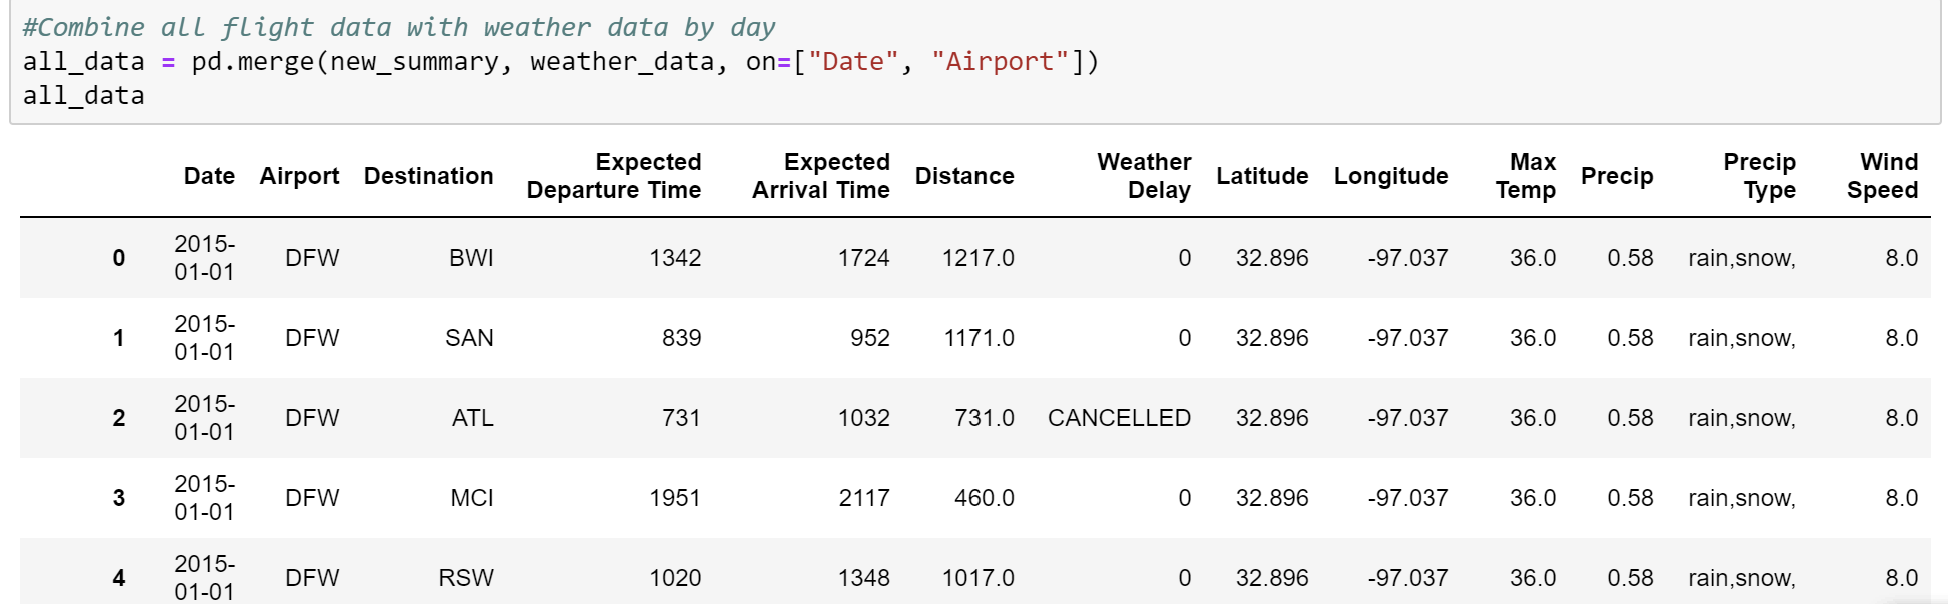 #Combine all flight data with weather data by day
all_data = pd.merge(new_summary, weather_data, on=["Date", "Airport"])
all_data
Date Airport Destination Expected Departure Time Expected Arrival Time Distance Weather Delay Latitude Longitude Max Temp Precip Precip Type Wind Speed
0 2015-01-01 DFW BWI 1342 1724 1217.0 0 32.896 -97.037 36.0 0.58 rain,snow, 8.0
1 2015-01-01 DFW SAN 839 952 1171.0 0 32.896 -97.037 36.0 0.58 rain,snow, 8.0
2 2015-01-01 DFW ATL 731 1032 731.0 CANCELLED 32.896 -97.037 36.0 0.58 rain,snow, 8.0
3 2015-01-01 DFW MCI 1951 2117 460.0 0 32.896 -97.037 36.0 0.58 rain,snow, 8.0
4 2015-01-01 DFW RSW 1020 1348 1017.0 0 32.896 -97.037 36.0 0.58 rain,snow, 8.0